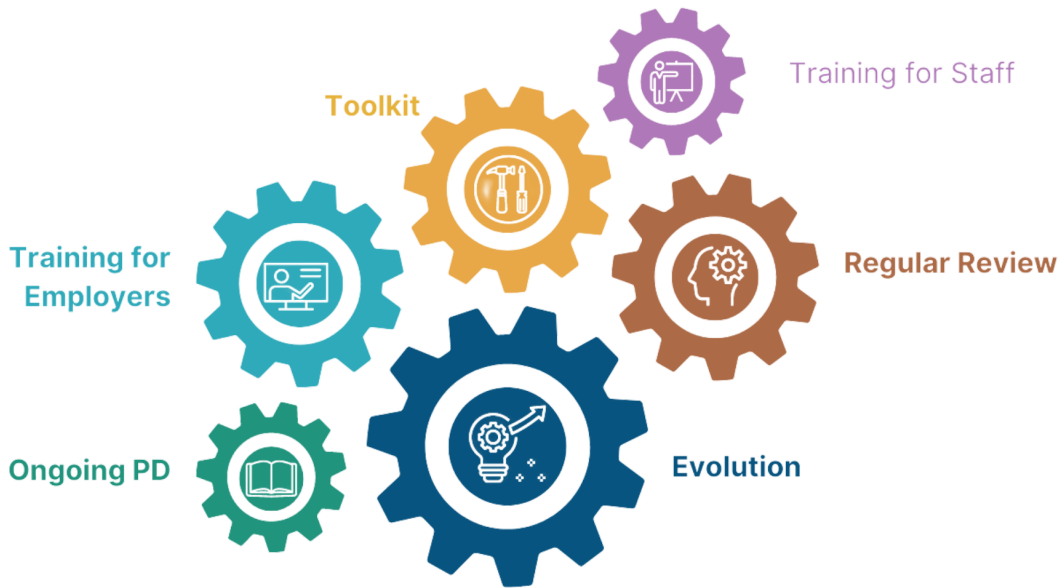 Training for Staff
Toolkit
Training for
Employers
Regular Review
Ongoing PD
Evolution